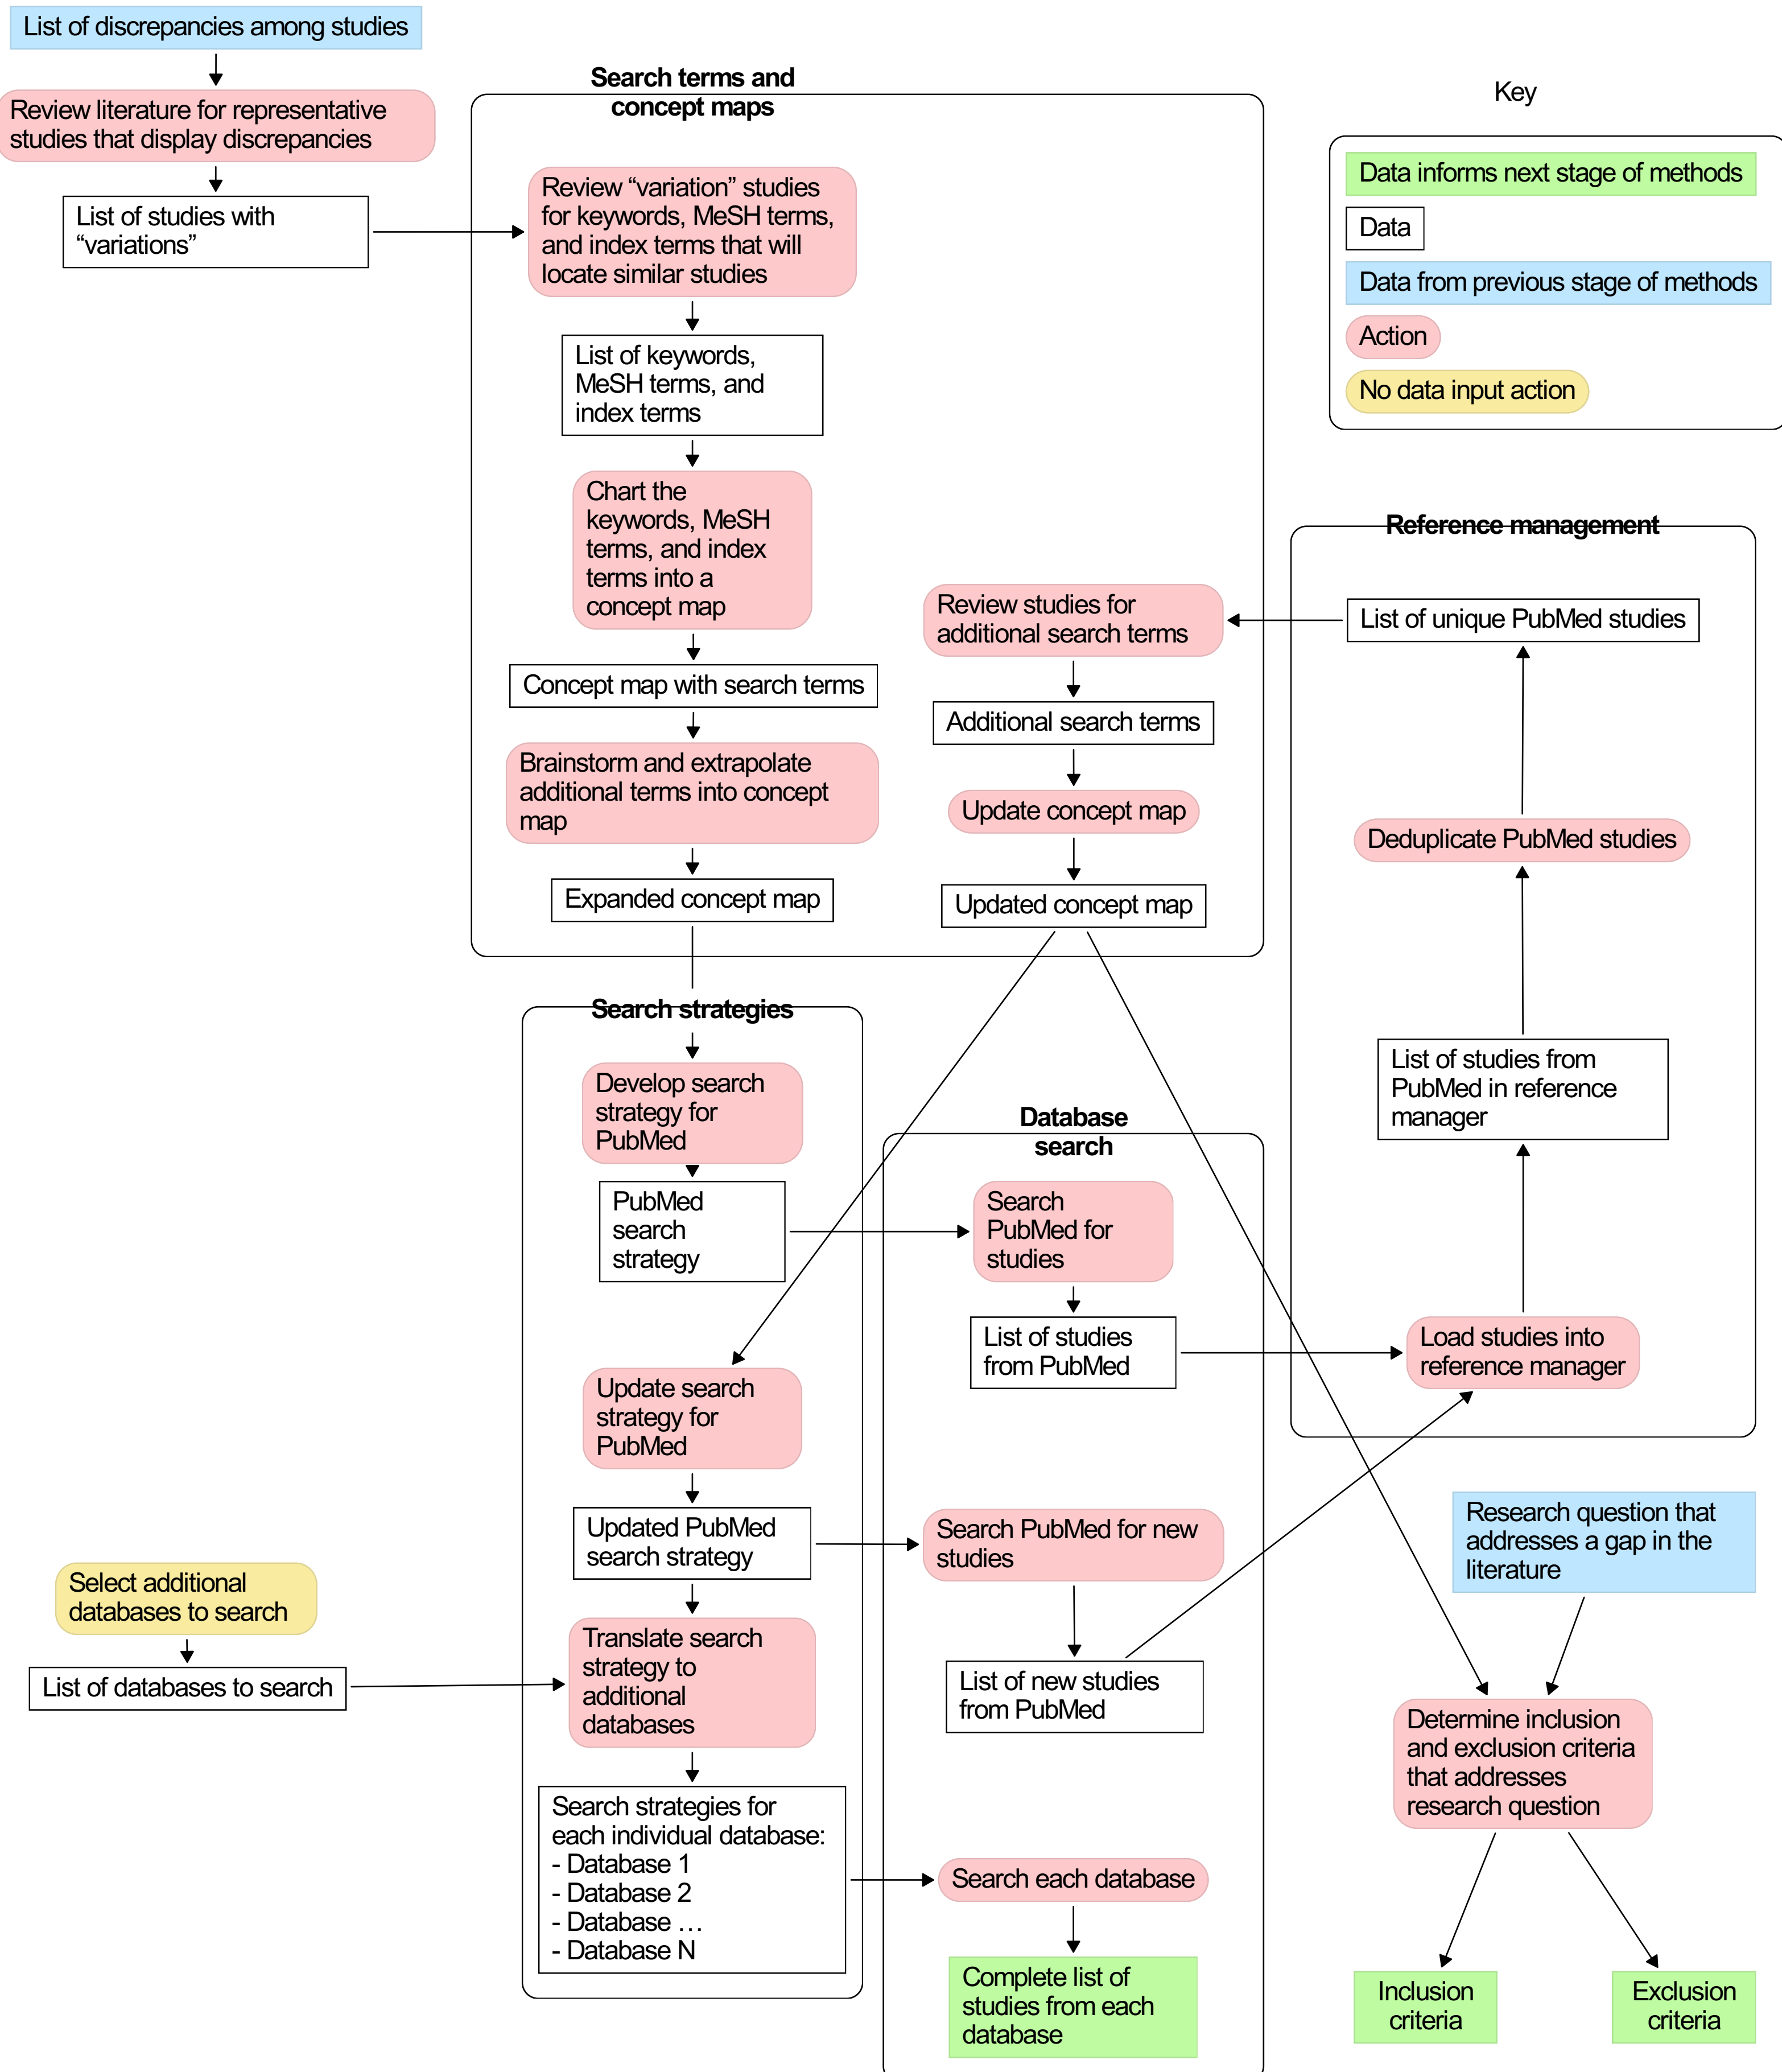 List of discrepancies among studies
Review literature for representative
studies that display discrepancies
List of studies with
“variations”
Search terms and
concept maps
Review “variation” studies
for keywords, MeSH terms,
and index terms that will
locate similar studies
List of keywords,
MeSH terms, and
index terms
Chart the
keywords, MeSH
terms, and index
terms into a
concept map
Concept map with search terms
Brainstorm and extrapolate
additional terms into concept
map
Expanded concept map
Review studies for
additional search terms
Additional search terms
Update concept map
Updated concept map
Key
Data informs next stage of methods
Data
Data from previous stage of methods
Action
No data input action
Reference management
List of unique PubMed studies
Deduplicate PubMed studies
List of studies from
PubMed in reference
manager
Load studies into
reference manager
Search strategies
Develop search
strategy for
PubMed
PubMed
search
strategy
Update search
strategy for
PubMed
Updated PubMed
search strategy
Translate search
strategy to
additional
databases
Search strategies for
each individual database:
- Database 1
- Database 2
- Database …
- Database N
Select additional
databases to search
List of databases to search
Database
search
Search
PubMed for
studies
List of studies
from PubMed
Search PubMed for new
studies
List of new studies
from PubMed
Search each database
Complete list of
studies from each
database
Research question that
addresses a gap in the
literature
Determine inclusion
and exclusion criteria
that addresses
research question
Inclusion
criteria
Exclusion
criteria